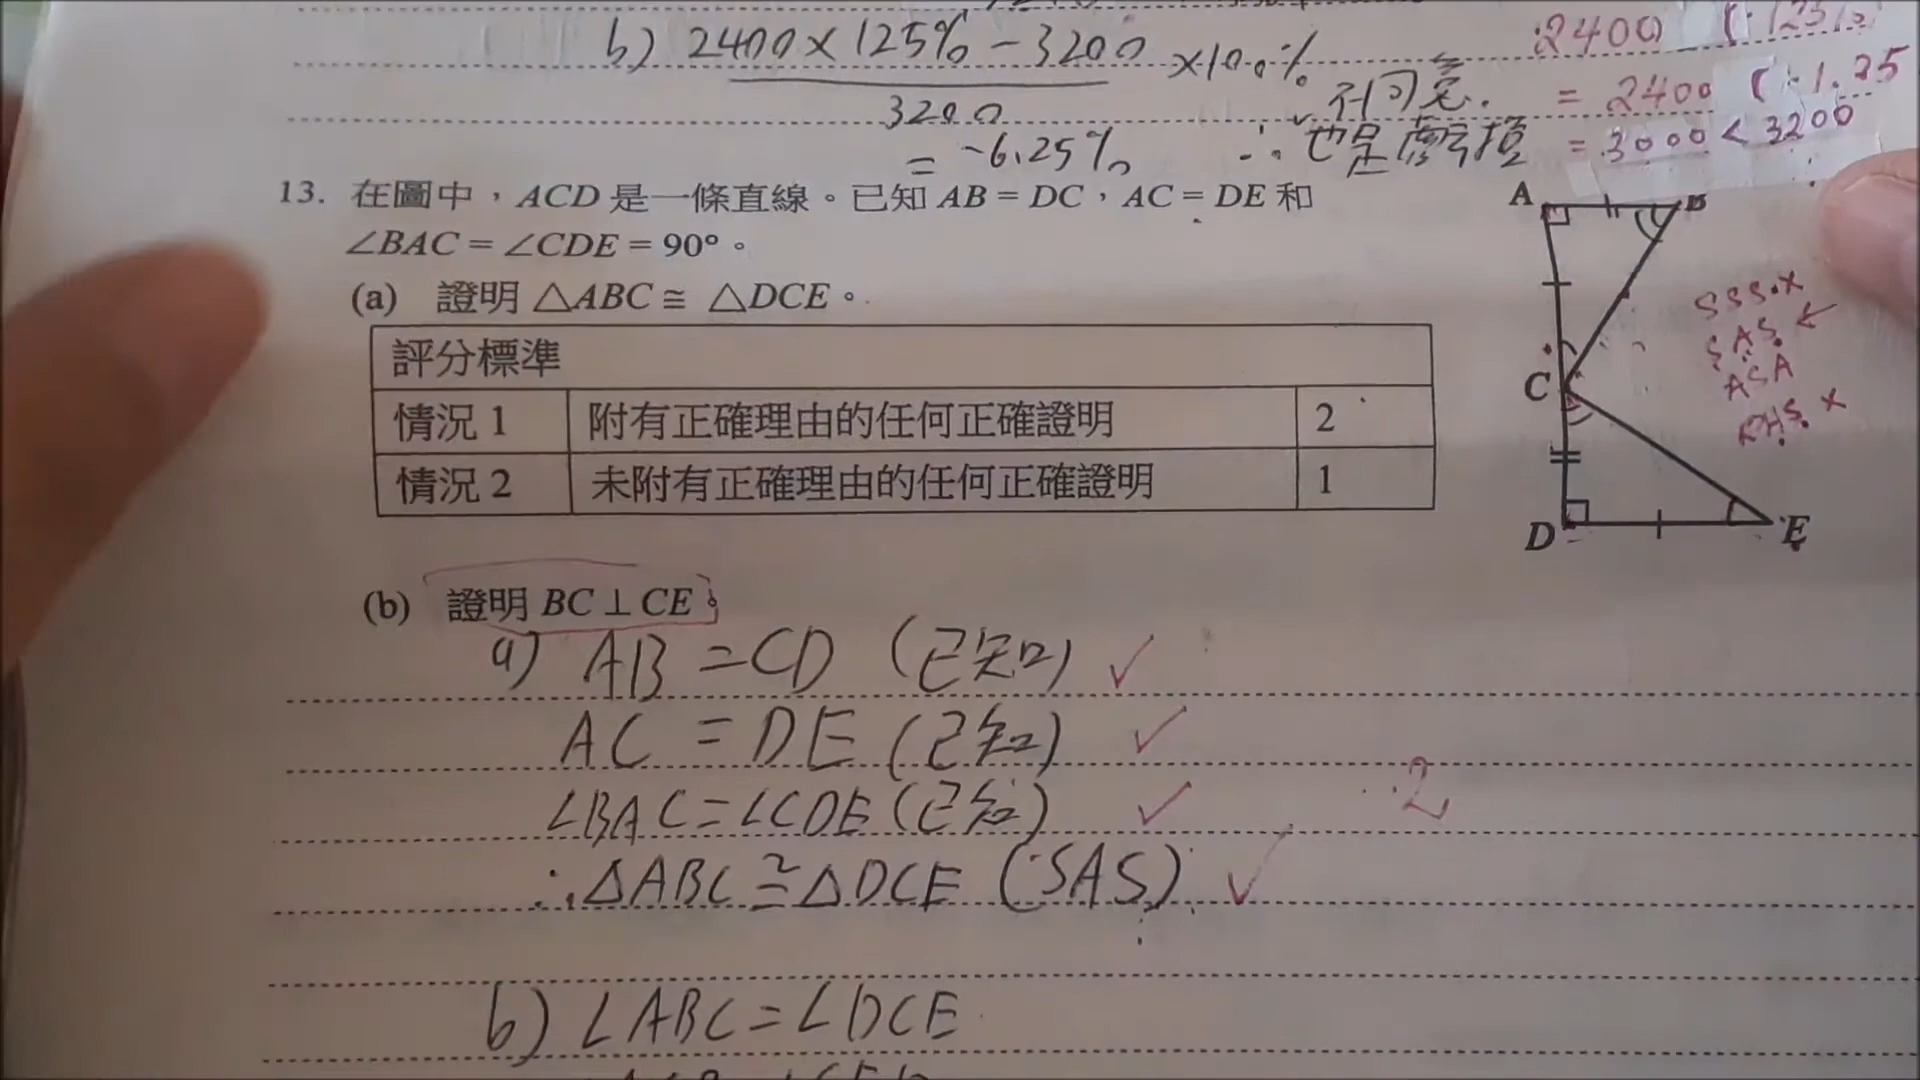 b) 2400 × 125% - 3200 × 100%
3200
= -6.25%
不同意.
∴ 也是虧損
2400 (
= 2400 ( 1.25
= 3000 < 3200
13. 在圖中，ACD 是一條直線。已知 AB = DC，AC = DE 和
∠BAC = ∠CDE = 90°。
(a) 證明 △ABC ≅ △DCE。
評分標準
情況 1 附有正確理由的任何正確證明 2
情況 2 未附有正確理由的任何正確證明 1
A B
C
D E
SSS ×
SAS ←
ASA
RHS ×
(b) 證明 BC ⊥ CE。
a) AB = CD (已知) ✓
AC = DE (已知) ✓
∠BAC = ∠CDE (已知) ✓
2
∴ △ABC ≅ △DCE (SAS) ✓
b) ∠ABC = ∠DCE